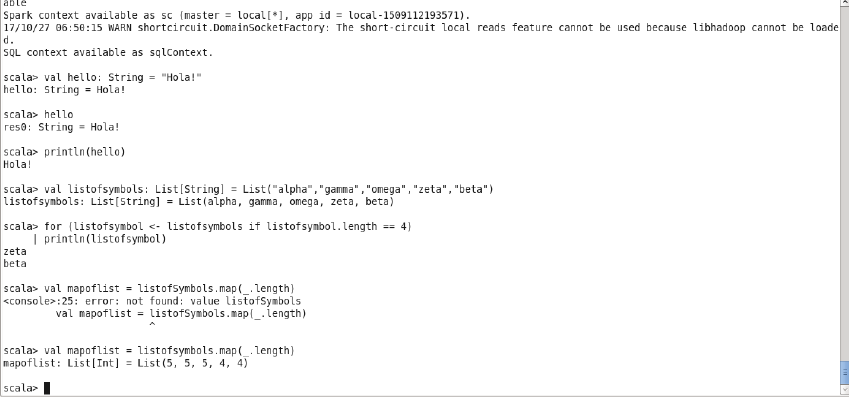 able
Spark context available as sc (master = local[*], app id = local-1509112193571).
17/10/27 06:50:15 WARN shortcircuit.DomainSocketFactory: The short-circuit local reads feature cannot be used because libhadoop cannot be loade
d.
SQL context available as sqlContext.
scala> val hello: String = "Hola!"
hello: String = Hola!
scala> hello
res0: String = Hola!
scala> println(hello)
Hola!
scala> val listofsymbols: List[String] = List("alpha","gamma","omega","zeta","beta")
listofsymbols: List[String] = List(alpha, gamma, omega, zeta, beta)
scala> for (listofsymbol <- listofsymbols if listofsymbol.length == 4)
     | println(listofsymbol)
zeta
beta
scala> val mapoflist = listofSymbols.map(_.length)
<console>:25: error: not found: value listofSymbols
         val mapoflist = listofSymbols.map(_.length)
                         ^
scala> val mapoflist = listofsymbols.map(_.length)
mapoflist: List[Int] = List(5, 5, 5, 4, 4)
scala>